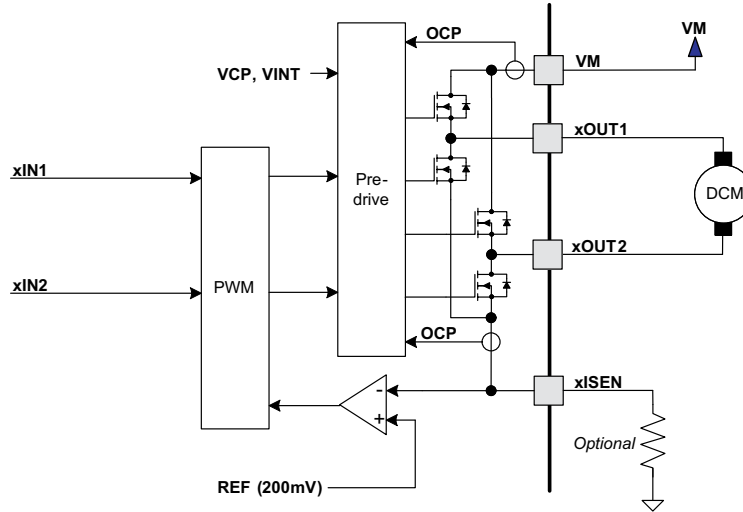 VM
OCP
VM
VCP, VINT
xOUT1
xIN1
Pre-
drive
DCM
xOUT2
xIN2
PWM
OCP
xISEN
-
+
Optional
REF (200mV)